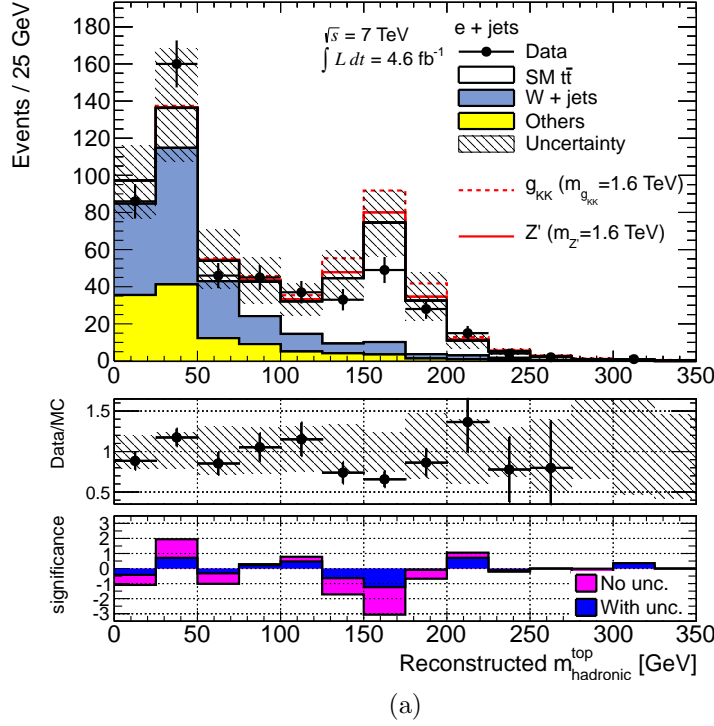 e + jets
√s = 7 TeV
∫ L dt = 4.6 fb⁻¹
Data
SM tt̄
W + jets
Others
Uncertainty
g_KK (m_g_KK=1.6 TeV)
Z' (m_Z'=1.6 TeV)
Events / 25 GeV
160
140
120
100
80
60
40
20
0
0 50 100 150 200 250 300 350
Data/MC
1.5
1
0.5
significance
3
2
1
0
-1
-2
-3
No unc.
With unc.
0 50 100 150 200 250 300 350
Reconstructed m^top_hadronic [GeV]
(a)